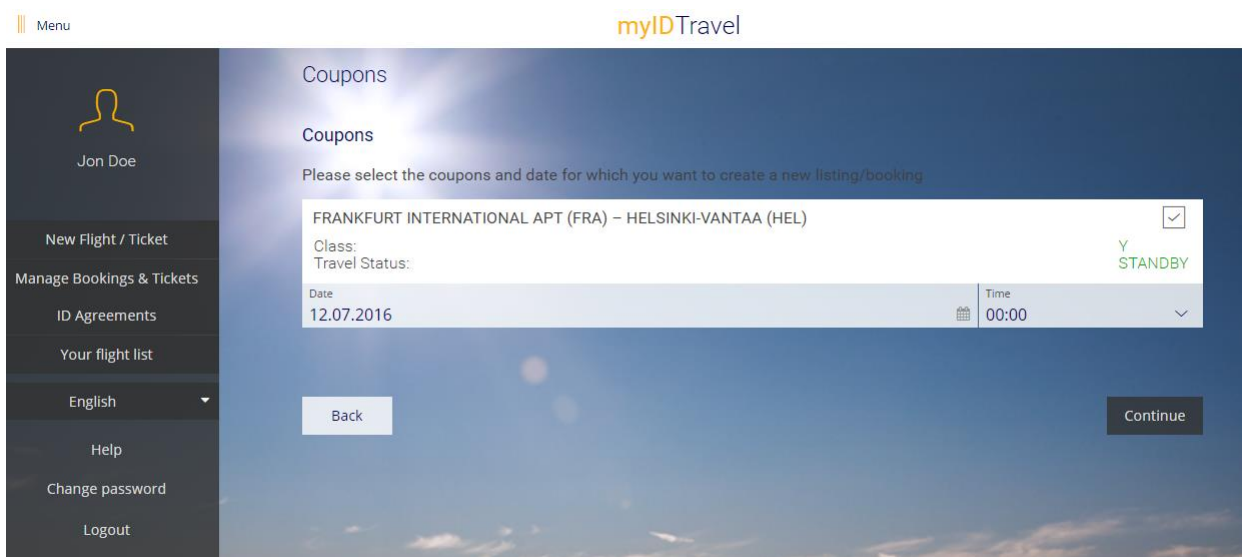 Menu
myIDTravel
Jon Doe
New Flight / Ticket
Manage Bookings & Tickets
ID Agreements
Your flight list
English
Help
Change password
Logout
Coupons
Coupons
Please select the coupons and date for which you want to create a new listing/booking
FRANKFURT INTERNATIONAL APT (FRA) – HELSINKI-VANTAA (HEL)
Class: Y
Travel Status: STANDBY
Date
12.07.2016
Time
00:00
Back
Continue